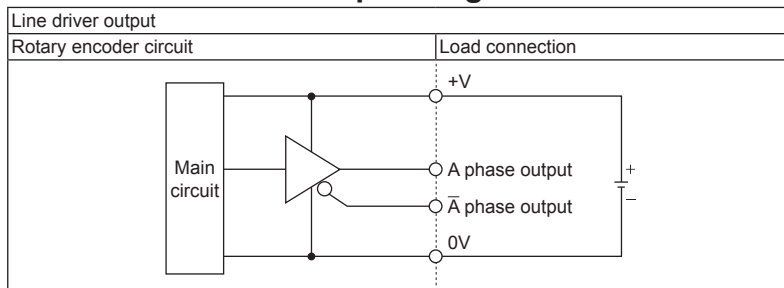 Line driver output
Rotary encoder circuit
Load connection
+V
Main
circuit
A phase output
+
A̅ phase output
−
0V